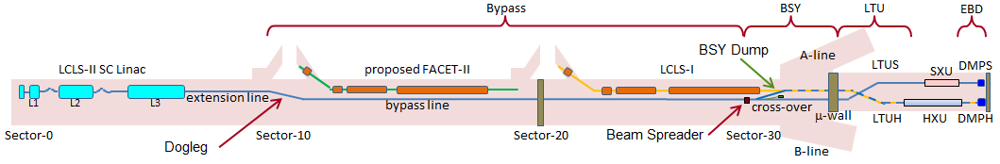 Bypass
BSY
LTU
EBD
BSY Dump
A-line
LCLS-II SC Linac
proposed FACET-II
LCLS-I
LTUS
SXU
DMPS
L1
L2
L3
extension line
bypass line
cross-over
μ-wall
LTUH
HXU
DMPH
Sector-0
Sector-10
Sector-20
Beam Spreader
Sector-30
Dogleg
B-line